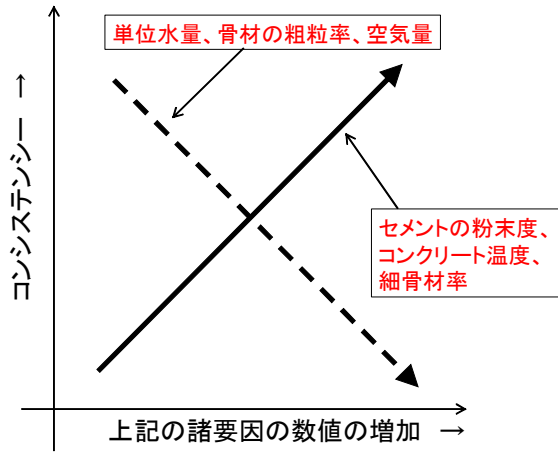 単位水量、骨材の粗粒率、空気量
コンシステンシー →
セメントの粉末度、
コンクリート温度、
細骨材率
上記の諸要因の数値の増加 →